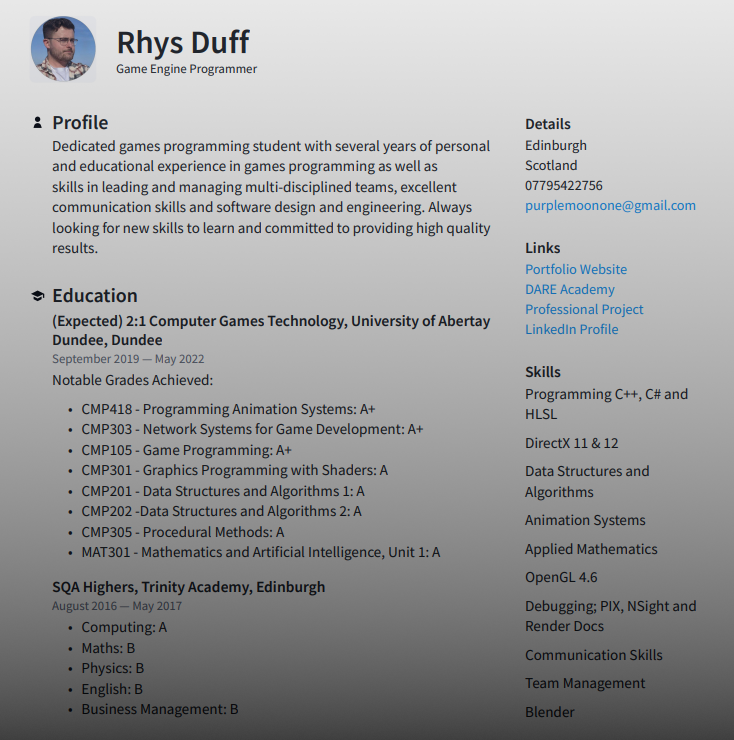 Rhys Duff
Game Engine Programmer
Profile
Dedicated games programming student with several years of personal
and educational experience in games programming as well as
skills in leading and managing multi-disciplined teams, excellent
communication skills and software design and engineering. Always
looking for new skills to learn and committed to providing high quality
results.
Education
(Expected) 2:1 Computer Games Technology, University of Abertay
Dundee, Dundee
September 2019 — May 2022
Notable Grades Achieved:
• CMP418 - Programming Animation Systems: A+
• CMP303 - Network Systems for Game Development: A+
• CMP105 - Game Programming: A+
• CMP301 - Graphics Programming with Shaders: A
• CMP201 - Data Structures and Algorithms 1: A
• CMP202 -Data Structures and Algorithms 2: A
• CMP305 - Procedural Methods: A
• MAT301 - Mathematics and Artificial Intelligence, Unit 1: A
SQA Highers, Trinity Academy, Edinburgh
August 2016 — May 2017
• Computing: A
• Maths: B
• Physics: B
• English: B
• Business Management: B
Details
Edinburgh
Scotland
07795422756
purplemoonone@gmail.com
Links
Portfolio Website
DARE Academy
Professional Project
LinkedIn Profile
Skills
Programming C++, C# and
HLSL
DirectX 11 & 12
Data Structures and
Algorithms
Animation Systems
Applied Mathematics
OpenGL 4.6
Debugging; PIX, NSight and
Render Docs
Communication Skills
Team Management
Blender